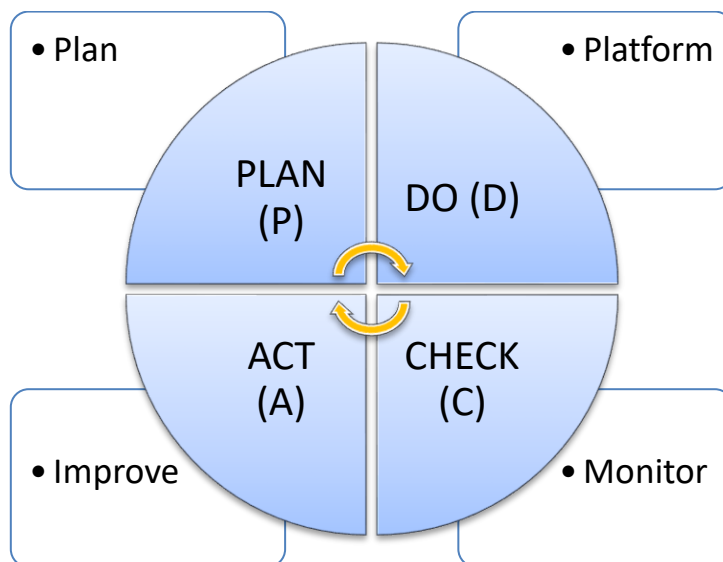 • Plan
• Platform
PLAN
(P)
DO (D)
ACT
(A)
CHECK
(C)
• Improve
• Monitor